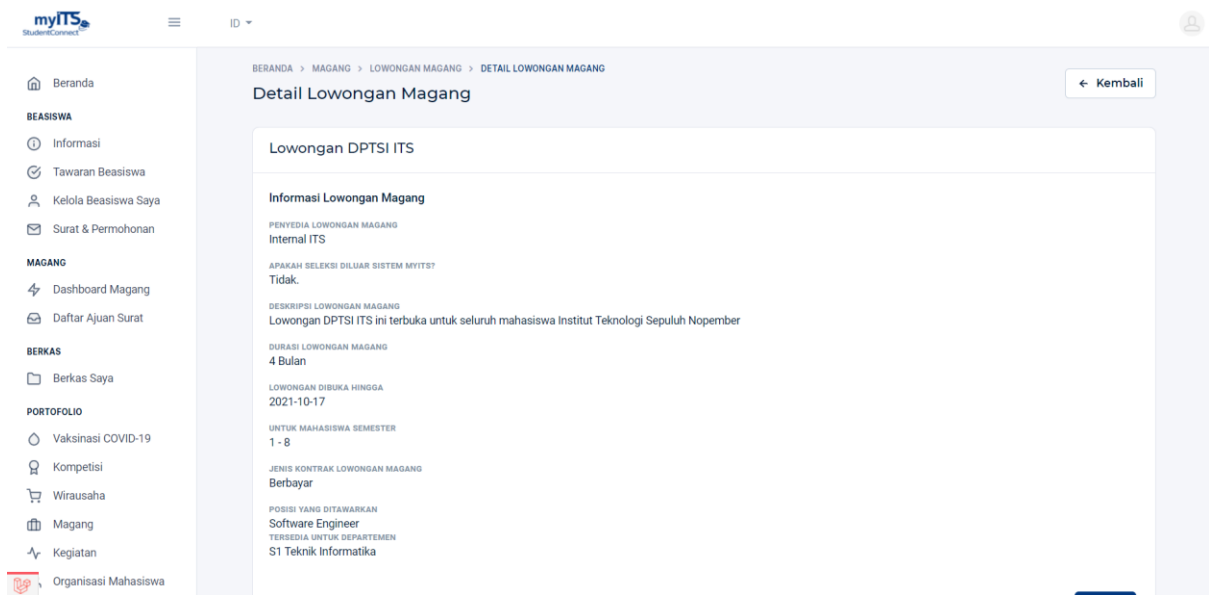 myITS
StudentConnect
ID
Beranda
BEASISWA
Informasi
Tawaran Beasiswa
Kelola Beasiswa Saya
Surat & Permohonan
MAGANG
Dashboard Magang
Daftar Ajuan Surat
BERKAS
Berkas Saya
PORTOFOLIO
Vaksinasi COVID-19
Kompetisi
Wirausaha
Magang
Kegiatan
Organisasi Mahasiswa
BERANDA > MAGANG > LOWONGAN MAGANG > DETAIL LOWONGAN MAGANG
Detail Lowongan Magang
← Kembali
Lowongan DPTSI ITS
Informasi Lowongan Magang
PENYEDIA LOWONGAN MAGANG
Internal ITS
APAKAH SELEKSI DILUAR SISTEM MYITS?
Tidak.
DESKRIPSI LOWONGAN MAGANG
Lowongan DPTSI ITS ini terbuka untuk seluruh mahasiswa Institut Teknologi Sepuluh Nopember
DURASI LOWONGAN MAGANG
4 Bulan
LOWONGAN DIBUKA HINGGA
2021-10-17
UNTUK MAHASISWA SEMESTER
1 - 8
JENIS KONTRAK LOWONGAN MAGANG
Berbayar
POSISI YANG DITAWARKAN
Software Engineer
TERSEDIA UNTUK DEPARTEMEN
S1 Teknik Informatika